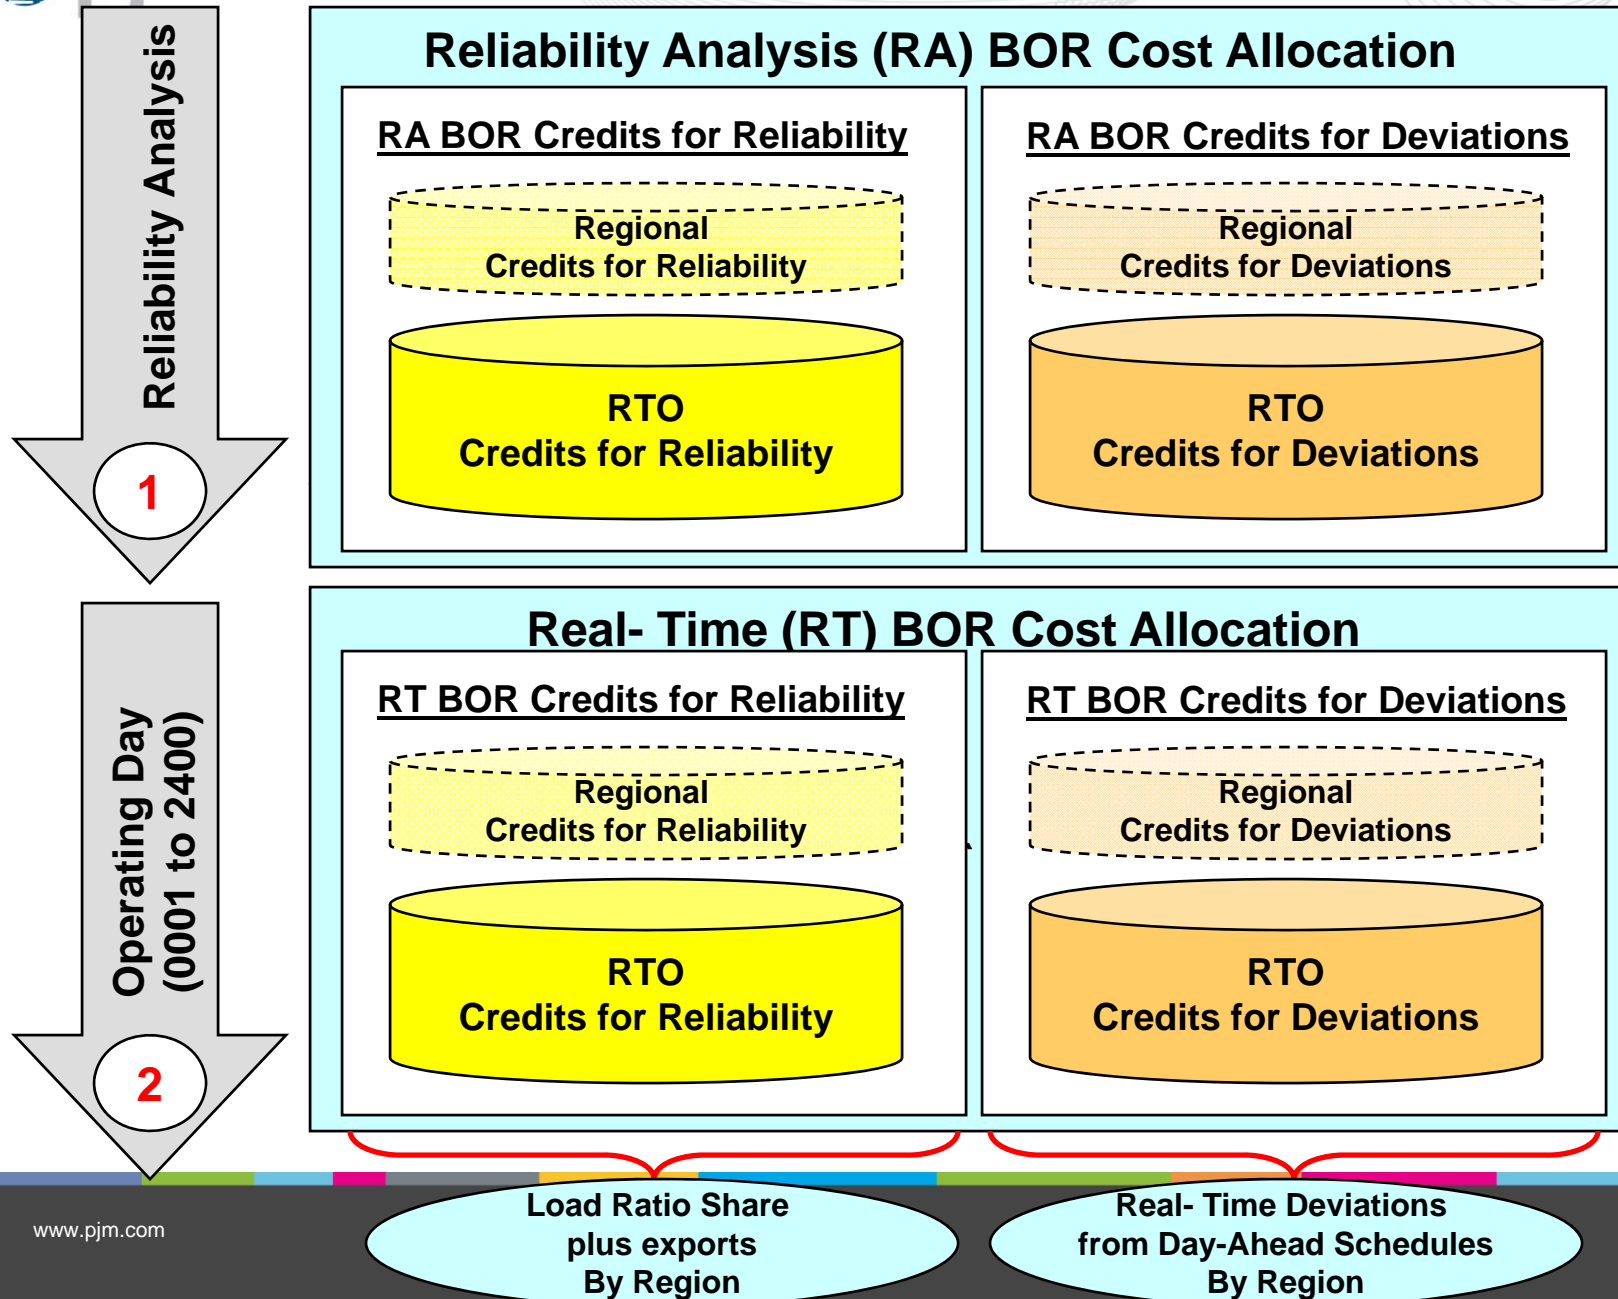 Reliability Analysis
1
Reliability Analysis (RA) BOR Cost Allocation
RA BOR Credits for Reliability
Regional
Credits for Reliability
RTO
Credits for Reliability
RA BOR Credits for Deviations
Regional
Credits for Deviations
RTO
Credits for Deviations
Operating Day
(0001 to 2400)
2
Real- Time (RT) BOR Cost Allocation
RT BOR Credits for Reliability
Regional
Credits for Reliability
RTO
Credits for Reliability
RT BOR Credits for Deviations
Regional
Credits for Deviations
RTO
Credits for Deviations
www.pjm.com
Load Ratio Share
plus exports
By Region
Real- Time Deviations
from Day-Ahead Schedules
By Region